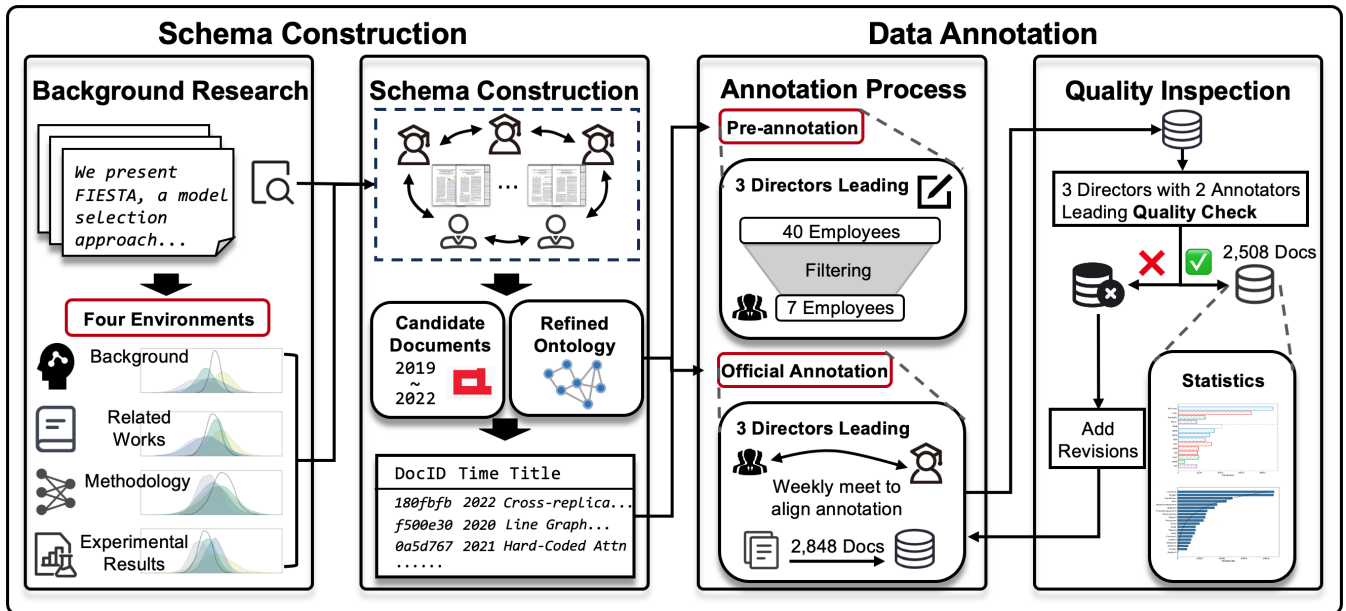 Schema Construction
Data Annotation
Background Research
We present
FIESTA, a model
selection
approach...
Four Environments
Background
Related
Works
Methodology
Experimental
Results
Schema Construction
...
Candidate
Documents
2019
~
2022
Refined
Ontology
DocID Time Title
180fbfb 2022 Cross-replica...
f500e30 2020 Line Graph...
0a5d767 2021 Hard-Coded Attn
......
Annotation Process
Pre-annotation
3 Directors Leading
40 Employees
Filtering
7 Employees
Official Annotation
3 Directors Leading
Weekly meet to
align annotation
2,848 Docs
Quality Inspection
3 Directors with 2 Annotators
Leading Quality Check
2,508 Docs
Add
Revisions
Statistics